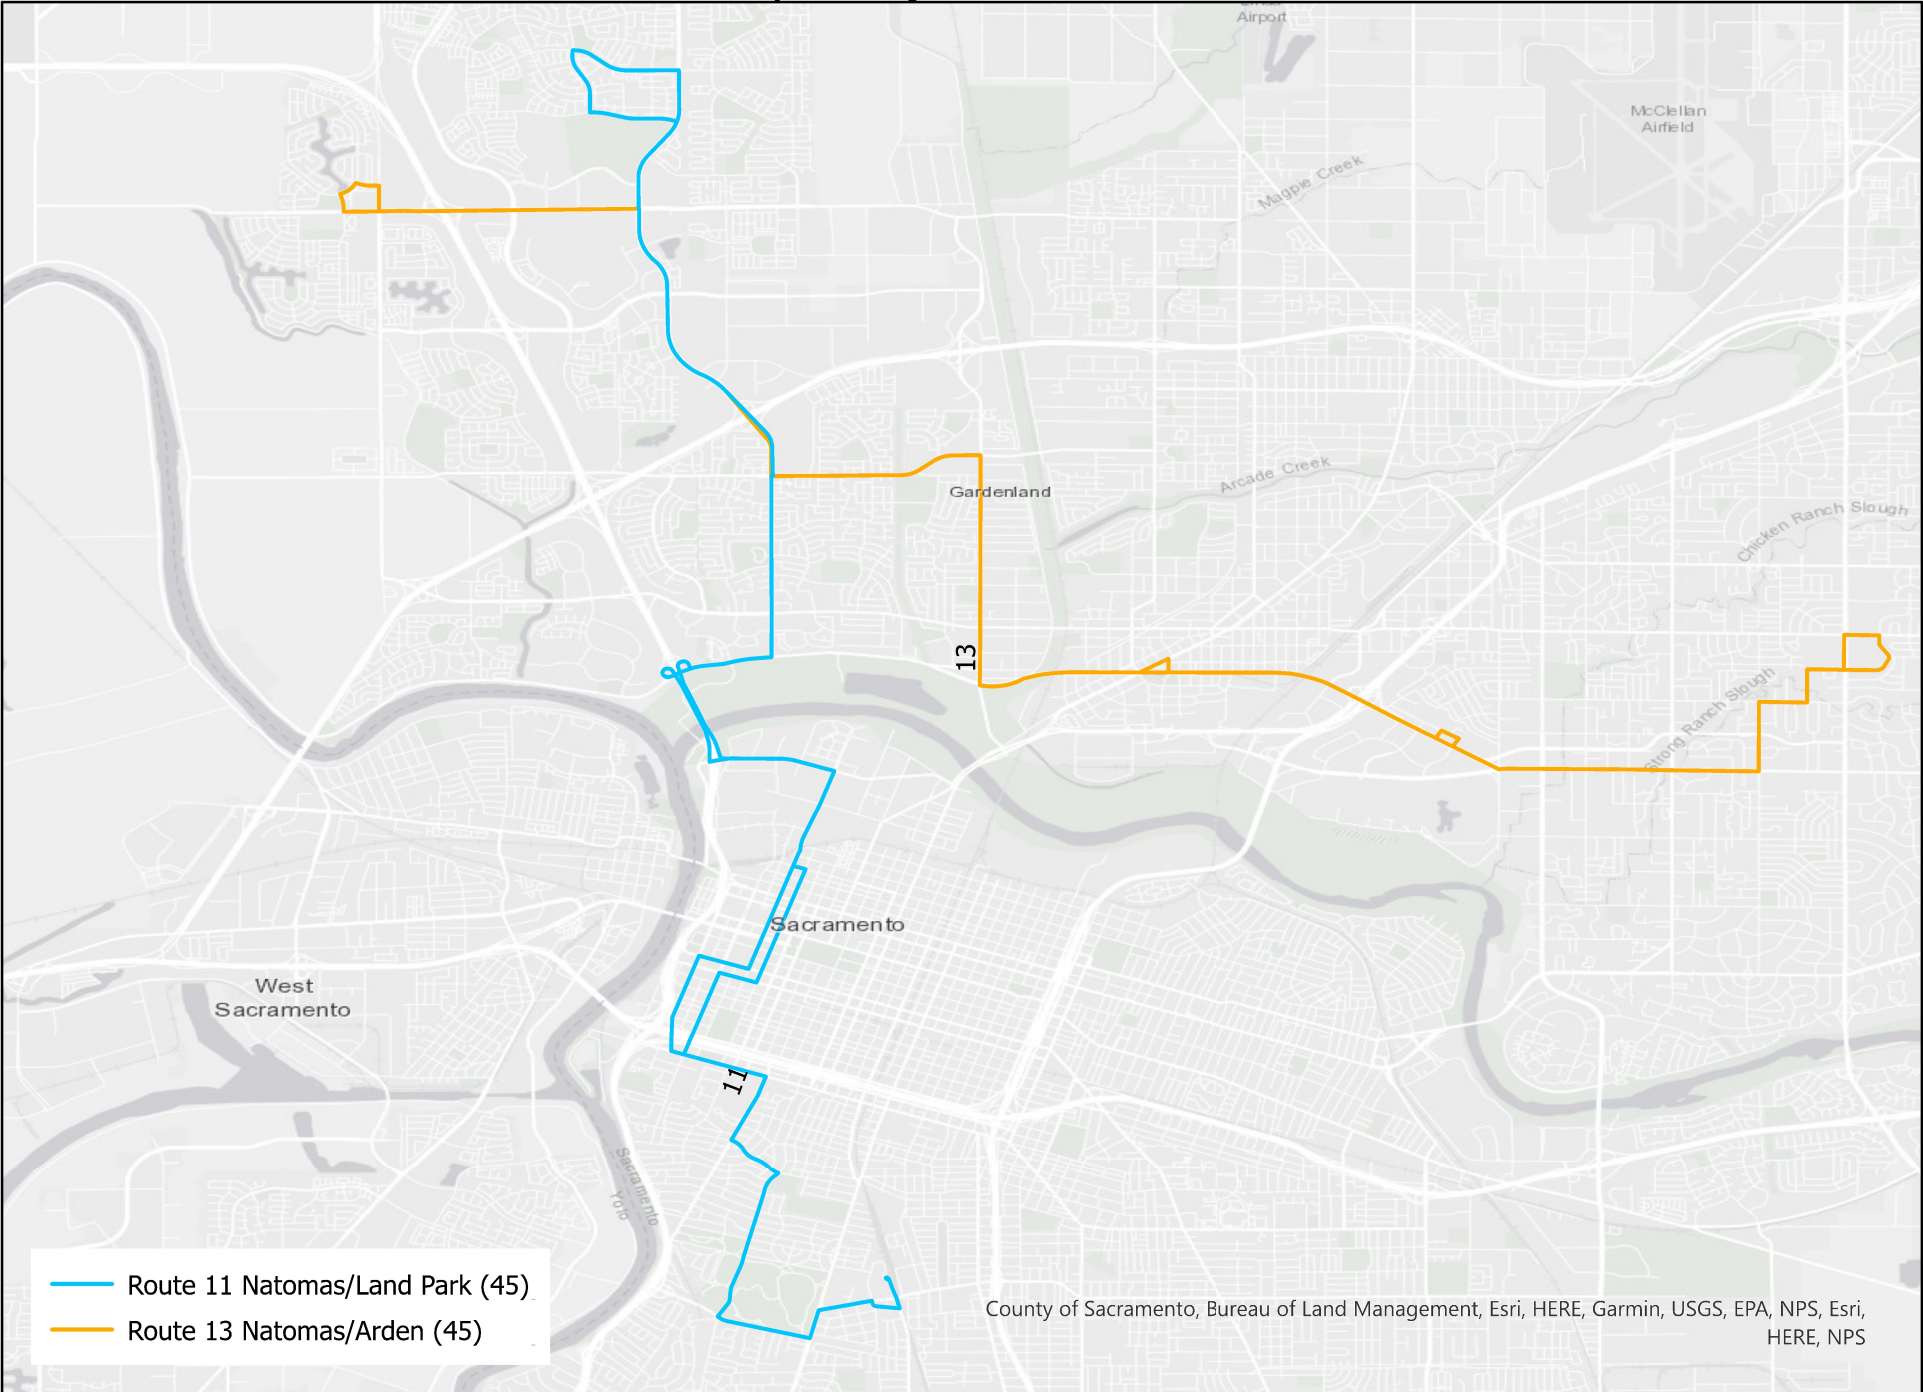 Airport
McClellan
Airfield
Magpie Creek
Arcade Creek
Gardenland
Chicken Ranch Slough
13
Strong Ranch Slough
Sacramento
West
Sacramento
11
Sacramento
Yolo
Route 11 Natomas/Land Park (45)
Route 13 Natomas/Arden (45)
County of Sacramento, Bureau of Land Management, Esri, HERE, Garmin, USGS, EPA, NPS, Esri,
HERE, NPS